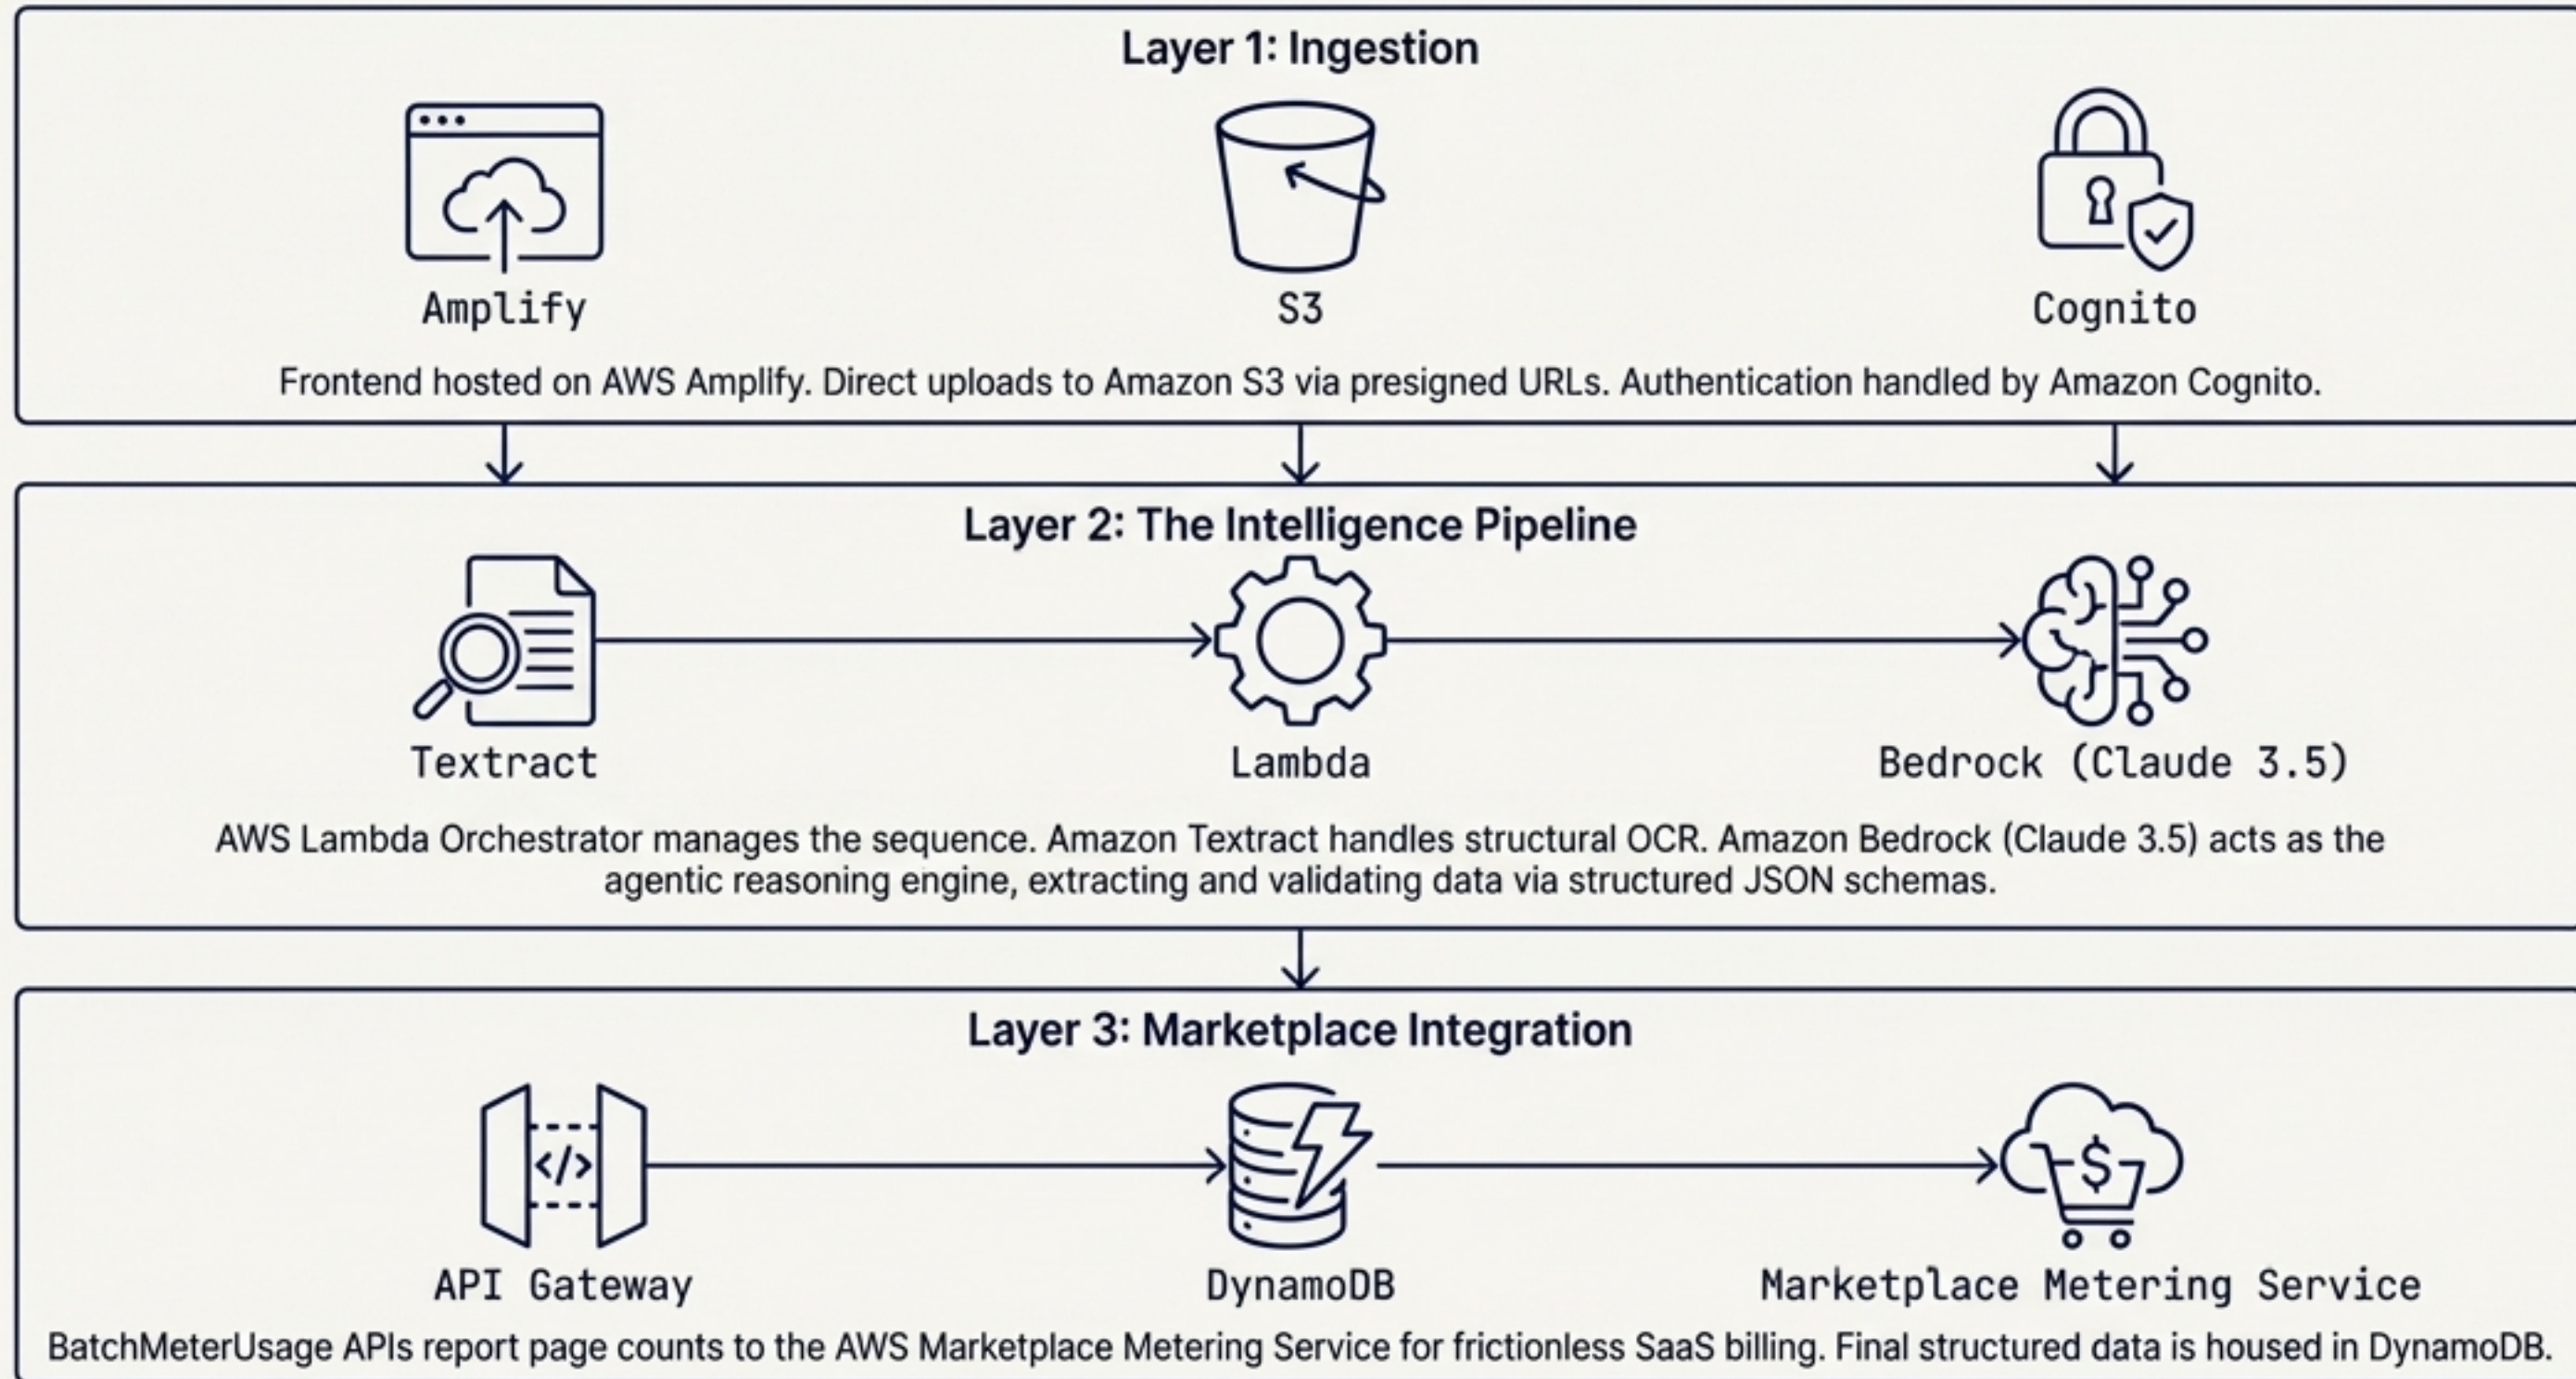 Layer 1: Ingestion
Amplify
S3
Cognito
Frontend hosted on AWS Amplify. Direct uploads to Amazon S3 via presigned URLs. Authentication handled by Amazon Cognito.
Layer 2: The Intelligence Pipeline
Textract
Lambda
Bedrock (Claude 3.5)
AWS Lambda Orchestrator manages the sequence. Amazon Textract handles structural OCR. Amazon Bedrock (Claude 3.5) acts as the
agentic reasoning engine, extracting and validating data via structured JSON schemas.
Layer 3: Marketplace Integration
</>
$
API Gateway
DynamoDB
Marketplace Metering Service
BatchMeterUsage APIs report page counts to the AWS Marketplace Metering Service for frictionless SaaS billing. Final structured data is housed in DynamoDB.